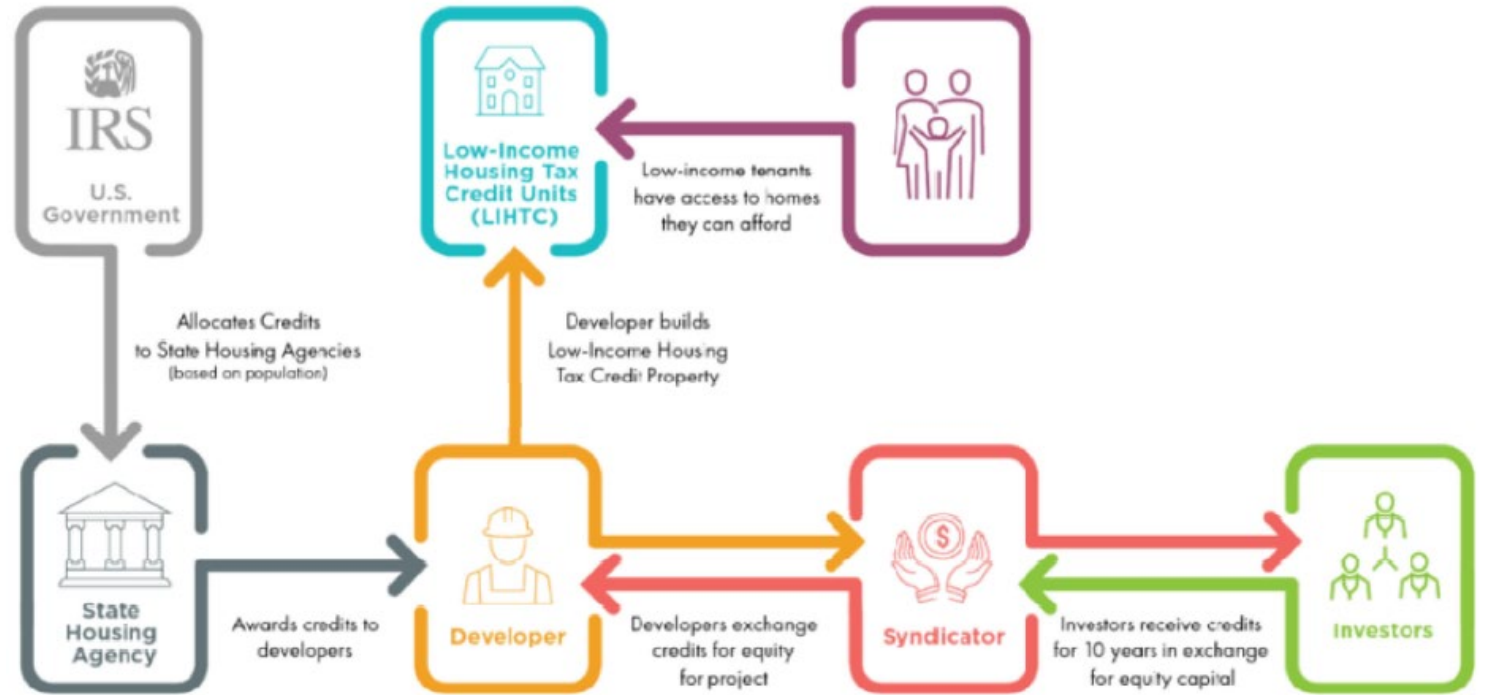 IRS
U.S.
Government
Allocates Credits
to State Housing Agencies
(based on population)
State
Housing
Agency
Awards credits to
developers
Low-Income
Housing Tax
Credit Units
(LIHTC)
Low-income tenants
have access to homes
they can afford
Developer builds
Low-Income Housing
Tax Credit Property
Developer
Developers exchange
credits for equity
for project
$
Syndicator
Investors receive credits
for 10 years in exchange
for equity capital
Investors